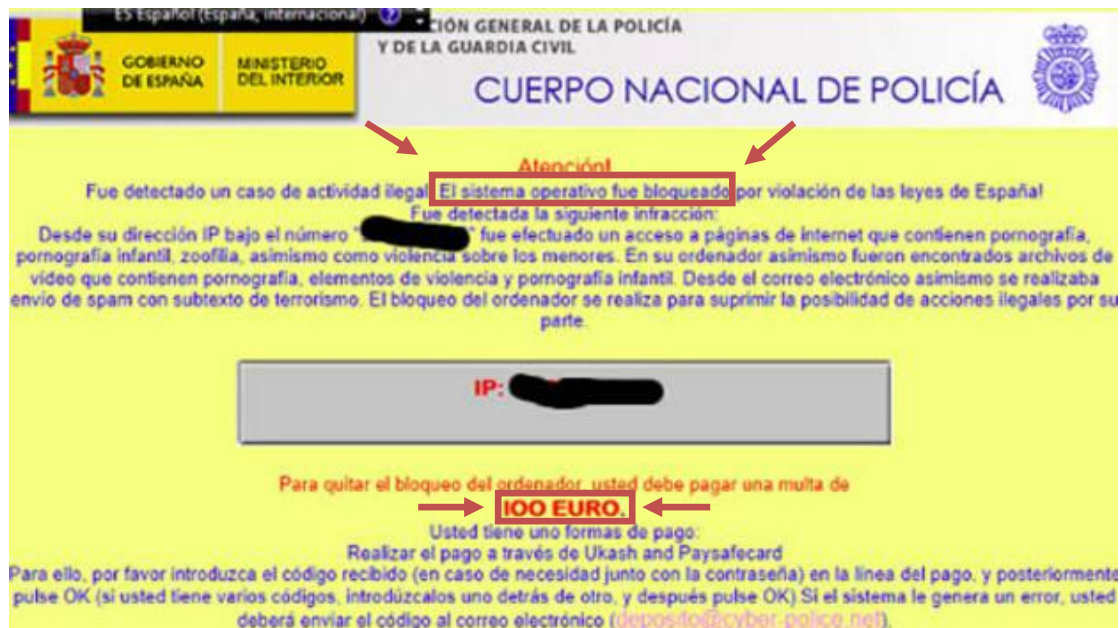 ES Español (España, internacional)
GOBIERNO
DE ESPAÑA
MINISTERIO
DEL INTERIOR
CIÓN GENERAL DE LA POLICÍA
Y DE LA GUARDIA CIVIL
CUERPO NACIONAL DE POLICÍA
Atención!
Fue detectado un caso de actividad ilegal. El sistema operativo fue bloqueado por violación de las leyes de España!
Fue detectada la siguiente infracción:
Desde su dirección IP bajo el número " " fue efectuado un acceso a páginas de internet que contienen pornografía,
pornografía infantil, zoofilia, asimismo como violencia sobre los menores. En su ordenador asimismo fueron encontrados archivos de
video que contienen pornografía, elementos de violencia y pornografía infantil. Desde el correo electrónico asimismo se realizaba
envío de spam con subtexto de terrorismo. El bloqueo del ordenador se realiza para suprimir la posibilidad de acciones ilegales por su
parte.
IP:
Para quitar el bloqueo del ordenador, usted debe pagar una multa de
100 EURO.
Usted tiene uno formas de pago:
Realizar el pago a través de Ukash and Paysafecard
Para ello, por favor introduzca el código recibido (en caso de necesidad junto con la contraseña) en la línea del pago, y posteriormente
pulse OK (si usted tiene varios códigos, introdúzcalos uno detrás de otro, y después pulse OK) Si el sistema le genera un error, usted
deberá enviar el código al correo electrónico (deposito@cyber-police.net).